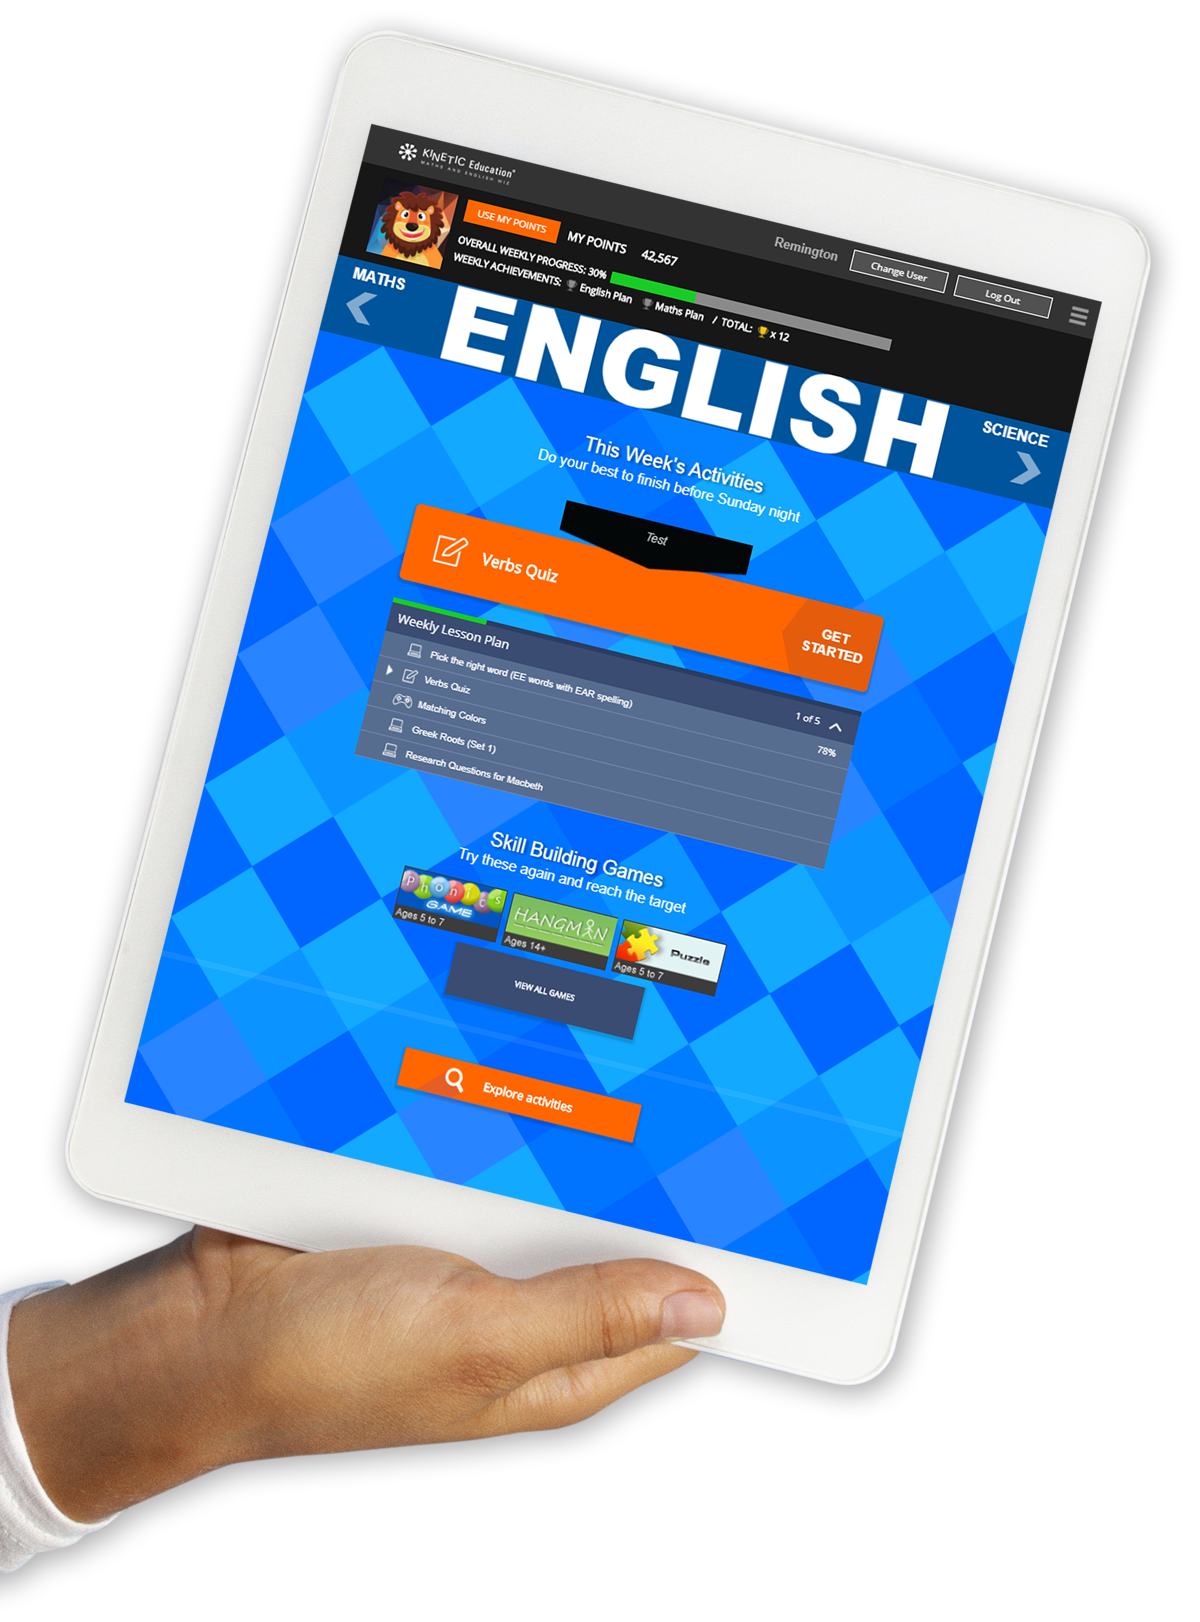 KINETIC Education®
MATHS AND ENGLISH WIZ
Remington
Change User
Log Out
USE MY POINTS
MY POINTS 42,567
OVERALL WEEKLY PROGRESS: 30%
WEEKLY ACHIEVEMENTS: English Plan Maths Plan / TOTAL: x 12
MATHS
ENGLISH
SCIENCE
This Week's Activities
Do your best to finish before Sunday night
Test
Verbs Quiz
GET
STARTED
Weekly Lesson Plan
1 of 5
Pick the right word (EE words with EAR spelling)
78%
Verbs Quiz
Matching Colors
Greek Roots (Set 1)
Research Questions for Macbeth
Skill Building Games
Try these again and reach the target
Phonics
GAME
Ages 5 to 7
HANGMAN
Ages 14+
Puzzle
Ages 5 to 7
VIEW ALL GAMES
Explore activities